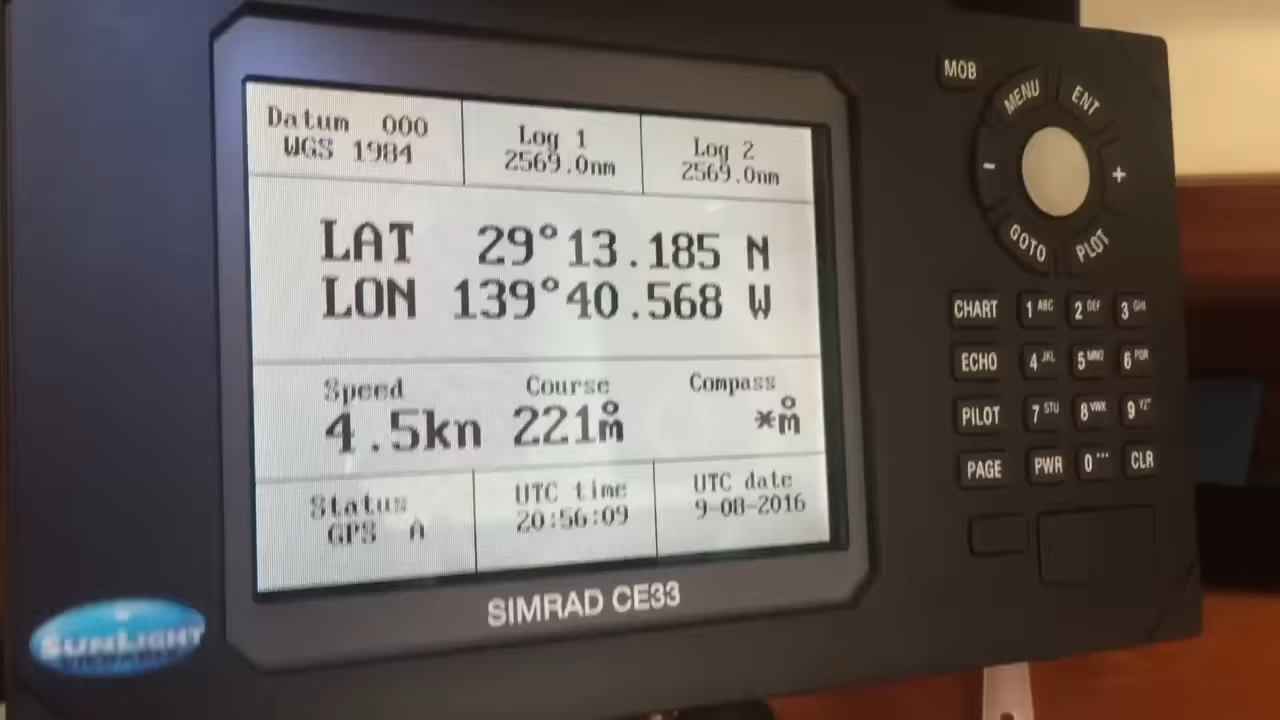 Datum 000
WGS 1984
Log 1
2569.0nm
Log 2
2569.0nm
LAT 29°13.185 N
LON 139°40.568 W
Speed
4.5kn
Course
221°m
Compass
*°m
Status
GPS A
UTC time
20:56:09
UTC date
9-08-2016
SIMRAD CE33
SUNLIGHT
MOB
MENU
ENT
-
+
GOTO
PLOT
CHART 1 ABC 2 DEF 3 GHI
ECHO 4 JKL 5 MNO 6 PQR
PILOT 7 STU 8 VWX 9 YZ
PAGE PWR 0 CLR